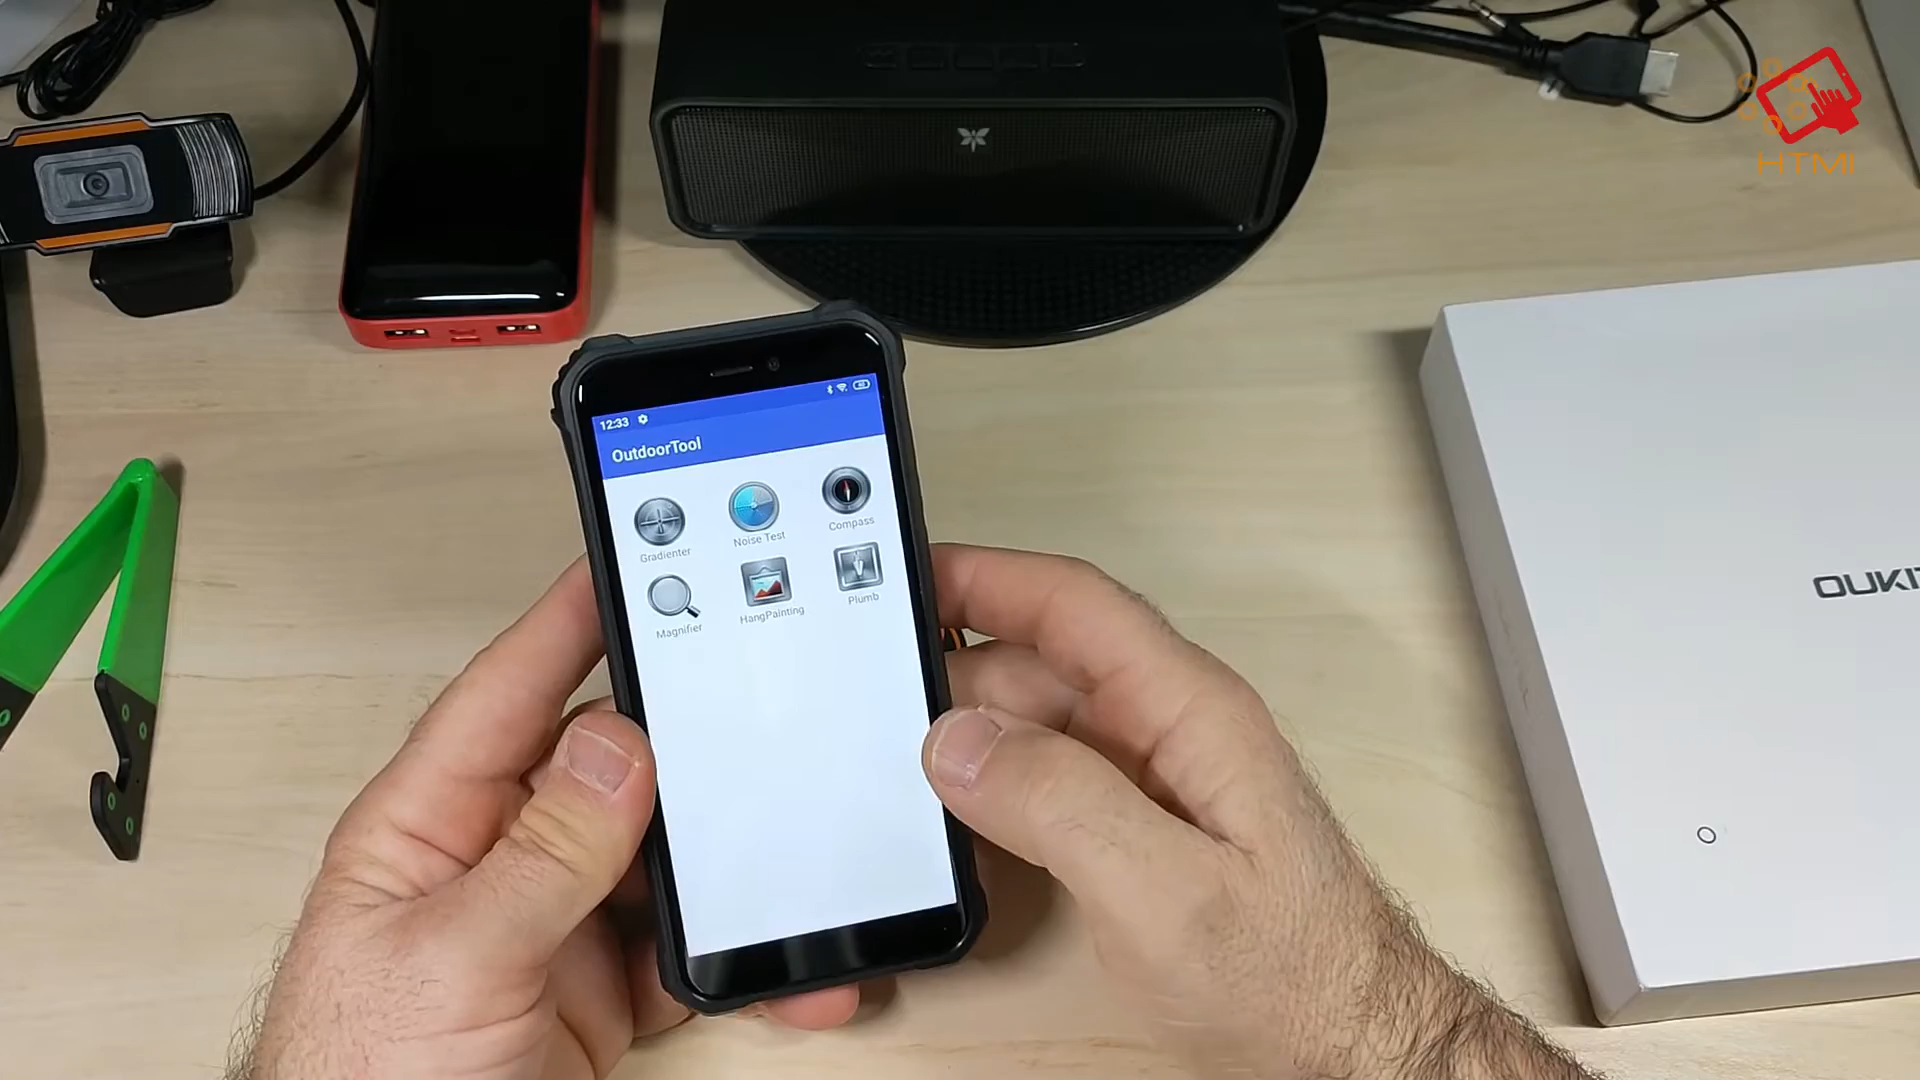 HTMI
12:33
OutdoorTool
Gradienter
Noise Test
Compass
Magnifier
HangPainting
Plumb
OUKI